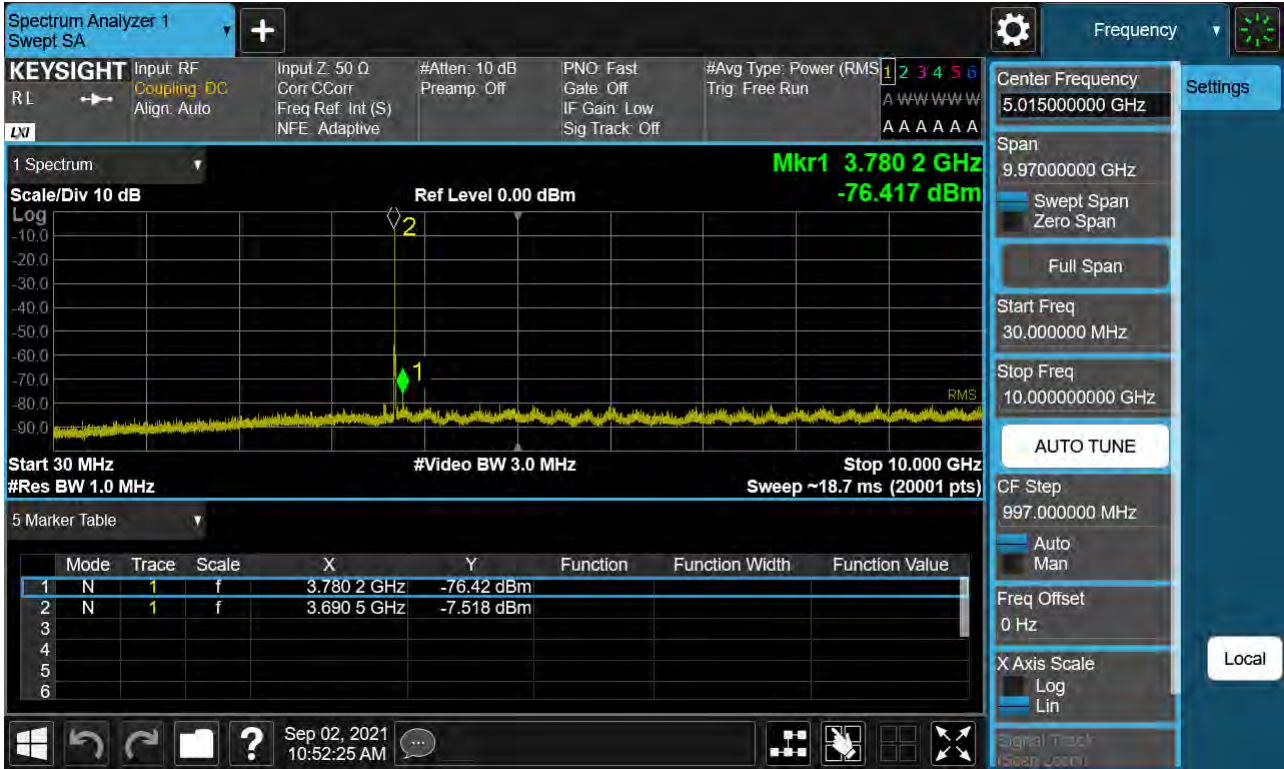 Spectrum Analyzer 1
Swept SA
+
Frequency
KEYSIGHT
RL
LXI
Input: RF
Coupling: DC
Align: Auto
Input Z: 50 Ω
Corr CCorr
Freq Ref: Int (S)
NFE: Adaptive
#Atten: 10 dB
Preamp: Off
PNO: Fast
Gate: Off
IF Gain: Low
Sig Track: Off
#Avg Type: Power (RMS
Trig: Free Run
1 2 3 4 5 6
A W W W W W
A A A A A A
1 Spectrum
Mkr1 3.780 2 GHz
-76.417 dBm
Scale/Div 10 dB
Ref Level 0.00 dBm
Log
-10.0
-20.0
-30.0
-40.0
-50.0
-60.0
-70.0
-80.0
-90.0
2
1
RMS
Start 30 MHz
#Video BW 3.0 MHz
Stop 10.000 GHz
#Res BW 1.0 MHz
Sweep ~18.7 ms (20001 pts)
5 Marker Table
Mode Trace Scale X Y Function Function Width Function Value
1 N 1 f 3.780 2 GHz -76.42 dBm
2 N 1 f 3.690 5 GHz -7.518 dBm
3
4
5
6
Sep 02, 2021
10:52:25 AM
Center Frequency
5.015000000 GHz
Settings
Span
9.97000000 GHz
Swept Span
Zero Span
Full Span
Start Freq
30.000000 MHz
Stop Freq
10.000000000 GHz
AUTO TUNE
CF Step
997.000000 MHz
Auto
Man
Freq Offset
0 Hz
X Axis Scale
Log
Lin
Local
Signal Track
(Span Zoom)